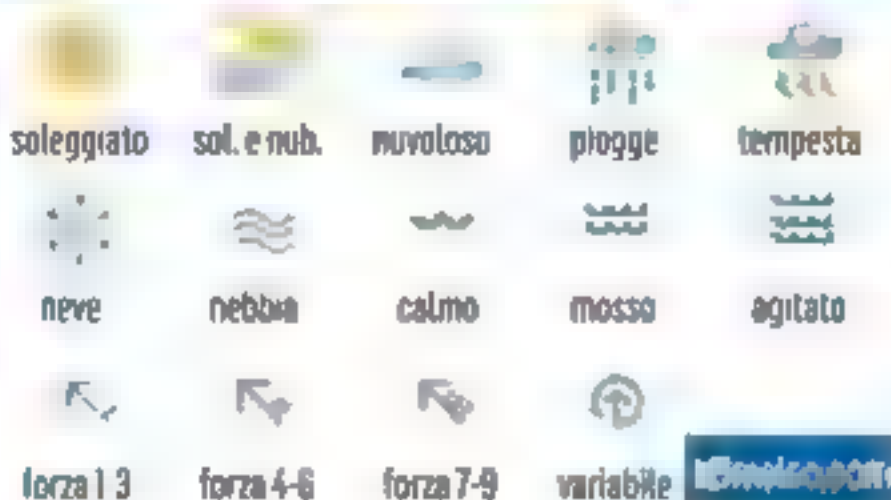 soleggiato sol. e nub. nuvoloso piogge tempesta
neve nebbia calmo mosso agitato
forza 1-3 forza 4-6 forza 7-9 variabile